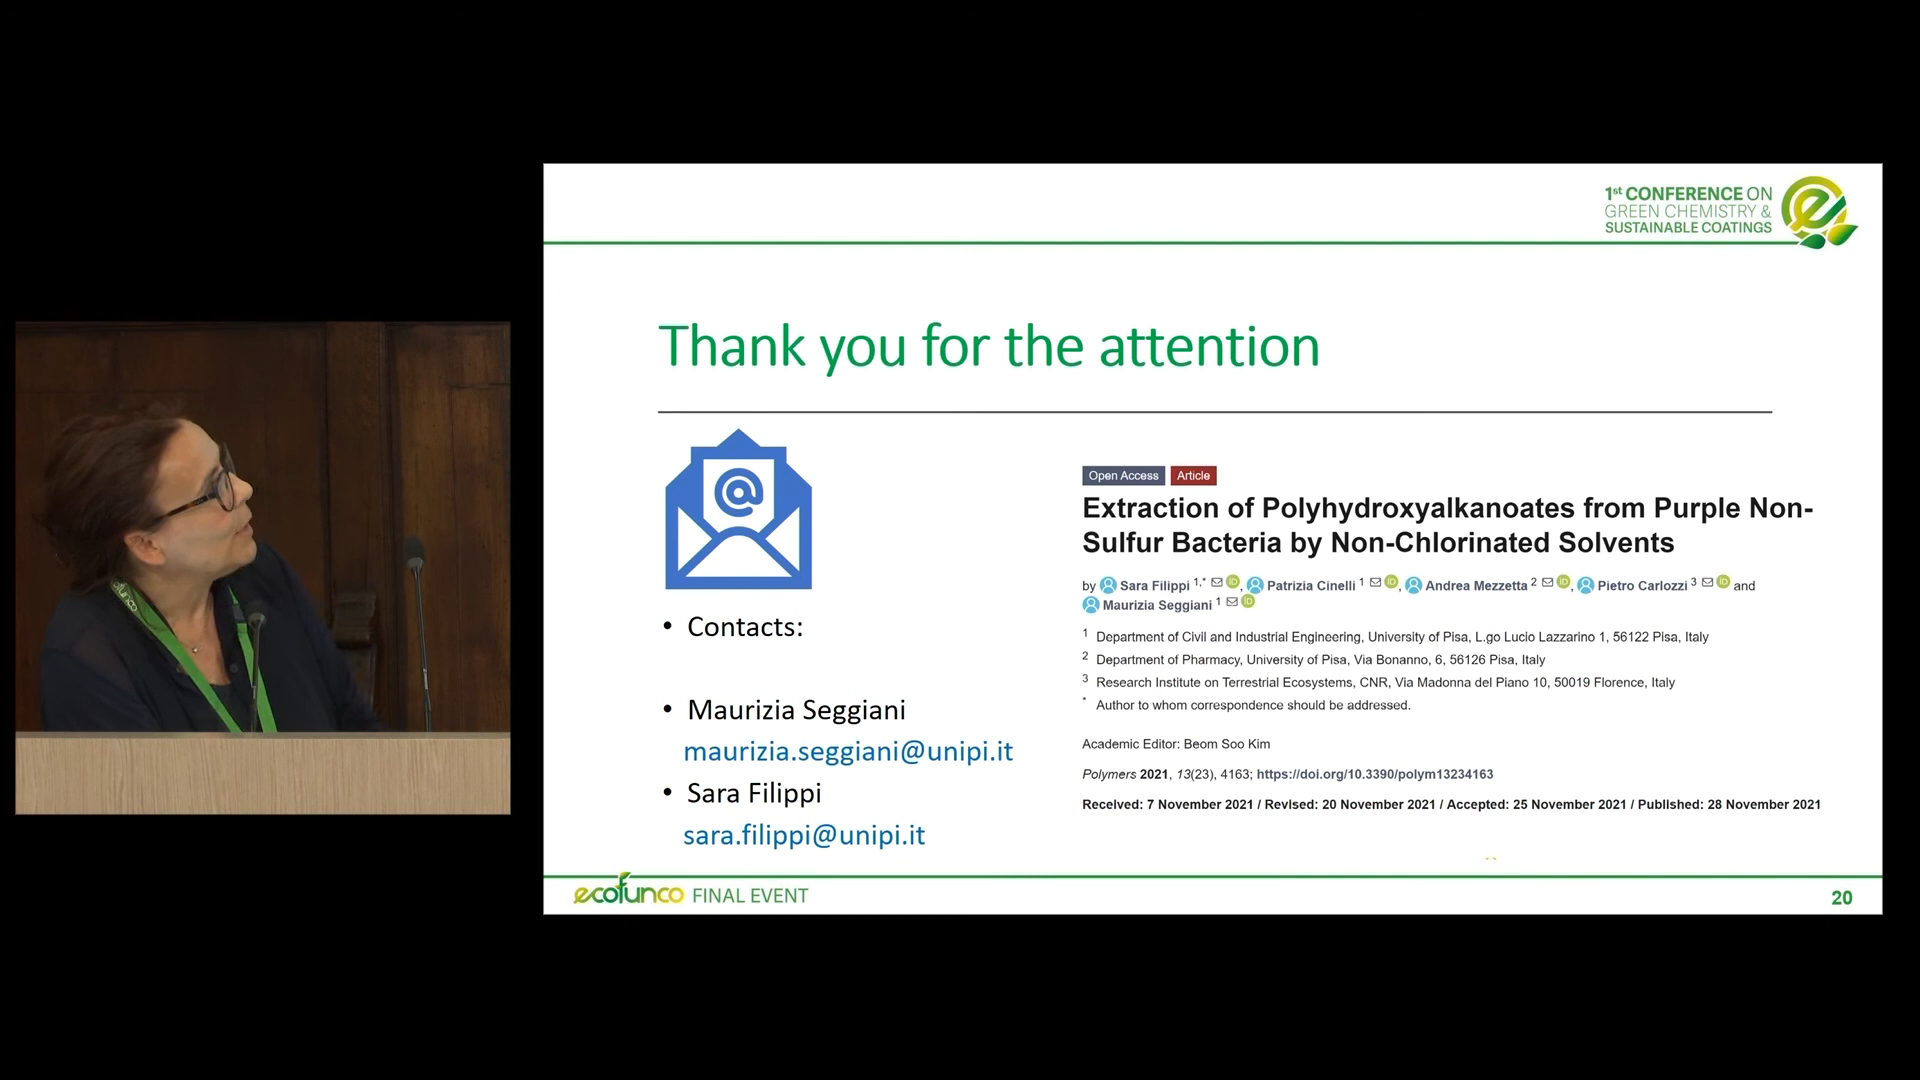 1st CONFERENCE ON
GREEN CHEMISTRY &
SUSTAINABLE COATINGS
Thank you for the attention
@
• Contacts:
• Maurizia Seggiani
maurizia.seggiani@unipi.it
• Sara Filippi
sara.filippi@unipi.it
Open Access Article
Extraction of Polyhydroxyalkanoates from Purple Non-
Sulfur Bacteria by Non-Chlorinated Solvents
by Sara Filippi 1,* iD, Patrizia Cinelli 1 iD, Andrea Mezzetta 2 iD, Pietro Carlozzi 3 iD and
Maurizia Seggiani 1 iD
1 Department of Civil and Industrial Engineering, University of Pisa, L.go Lucio Lazzarino 1, 56122 Pisa, Italy
2 Department of Pharmacy, University of Pisa, Via Bonanno, 6, 56126 Pisa, Italy
3 Research Institute on Terrestrial Ecosystems, CNR, Via Madonna del Piano 10, 50019 Florence, Italy
* Author to whom correspondence should be addressed.
Academic Editor: Beom Soo Kim
Polymers 2021, 13(23), 4163; https://doi.org/10.3390/polym13234163
Received: 7 November 2021 / Revised: 20 November 2021 / Accepted: 25 November 2021 / Published: 28 November 2021
ecofunco FINAL EVENT
20
ecofunco